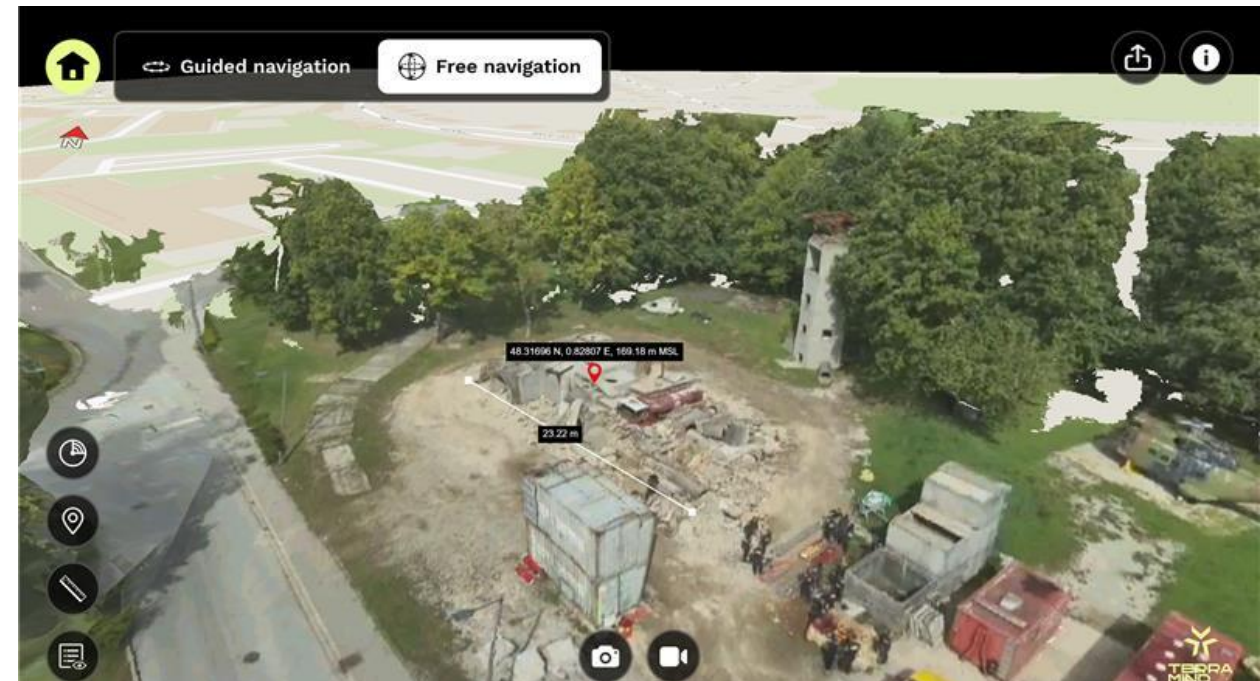 Guided navigation
Free navigation
N
48.31696 N, 0.82807 E, 169.18 m MSL
23.22 m
TERRA
MIND